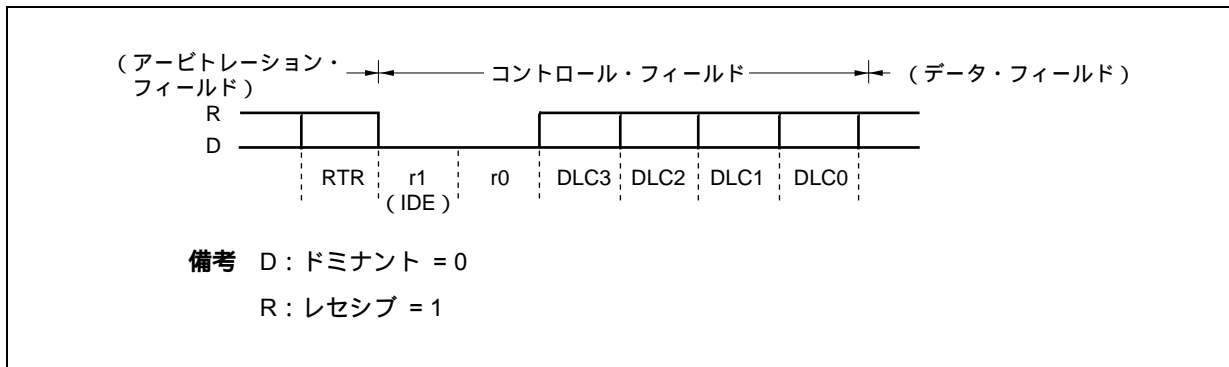 (アービトレーション・
フィールド)
コントロール・フィールド
(データ・フィールド)
R
D
RTR r1 r0 DLC3 DLC2 DLC1 DLC0
(IDE)
備考 D:ドミナント = 0
R:レセシブ = 1